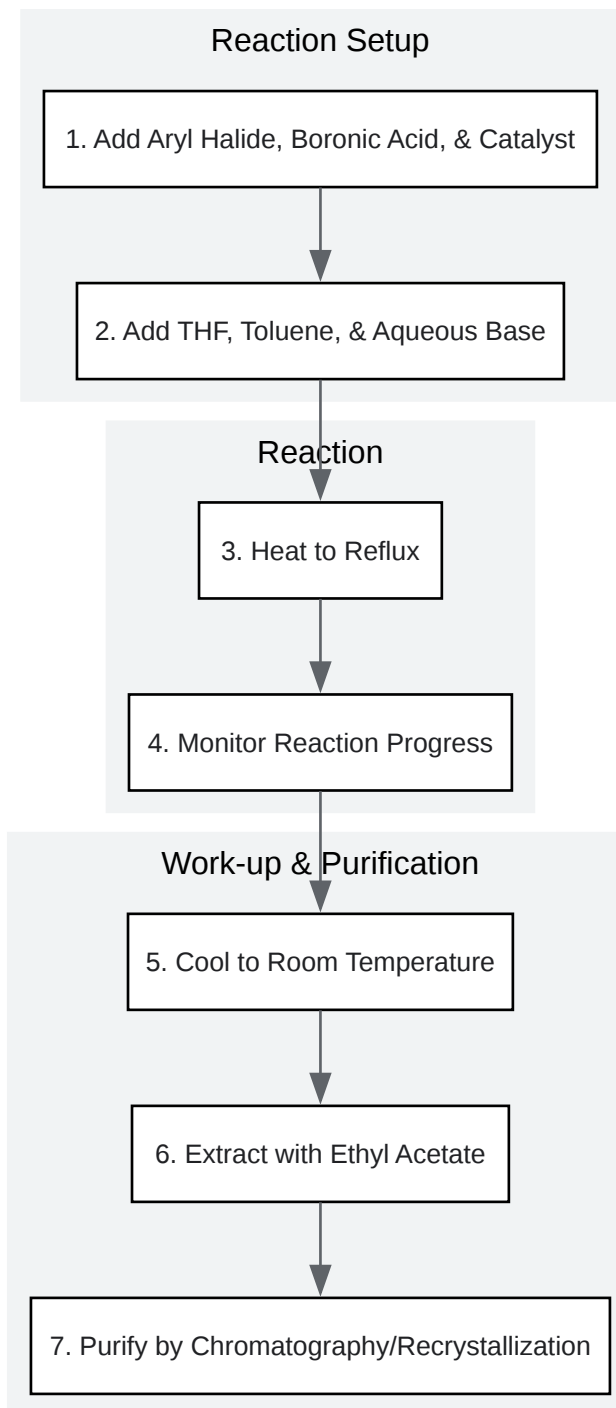 Reaction Setup
1. Add Aryl Halide, Boronic Acid, & Catalyst
2. Add THF, Toluene, & Aqueous Base
Reaction
3. Heat to Reflux
4. Monitor Reaction Progress
Work-up & Purification
5. Cool to Room Temperature
6. Extract with Ethyl Acetate
7. Purify by Chromatography/Recrystallization